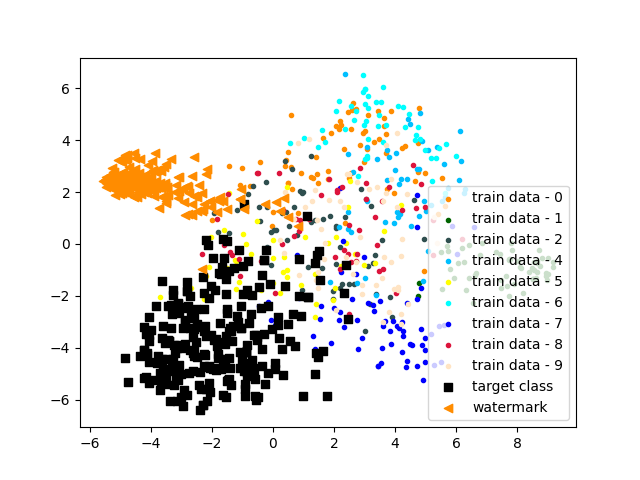 6
4
2
0
−2
−4
−6
−6
−4
−2
0
2
4
6
8
train data - 0
train data - 1
train data - 2
train data - 4
train data - 5
train data - 6
train data - 7
train data - 8
train data - 9
target class
watermark